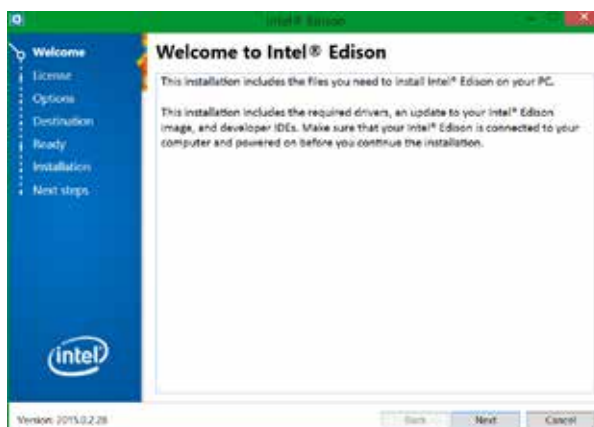 Intel® Edison
Welcome
License
Options
Destination
Ready
Installation
Next steps
Welcome to Intel® Edison
This installation includes the files you need to install Intel® Edison on your PC.
This installation includes the required drivers, an update to your Intel® Edison
image, and developer IDEs. Make sure that your Intel® Edison is connected to your
computer and powered on before you continue the installation.
intel
Version: 2015.0.2.28
Back
Next
Cancel